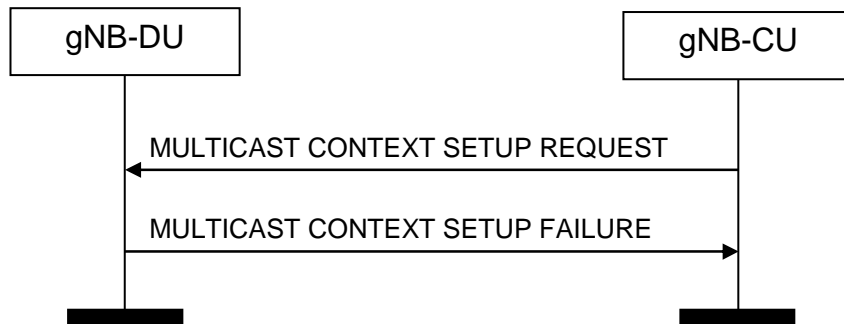 gNB-DU
gNB-CU
MULTICAST CONTEXT SETUP REQUEST
MULTICAST CONTEXT SETUP FAILURE